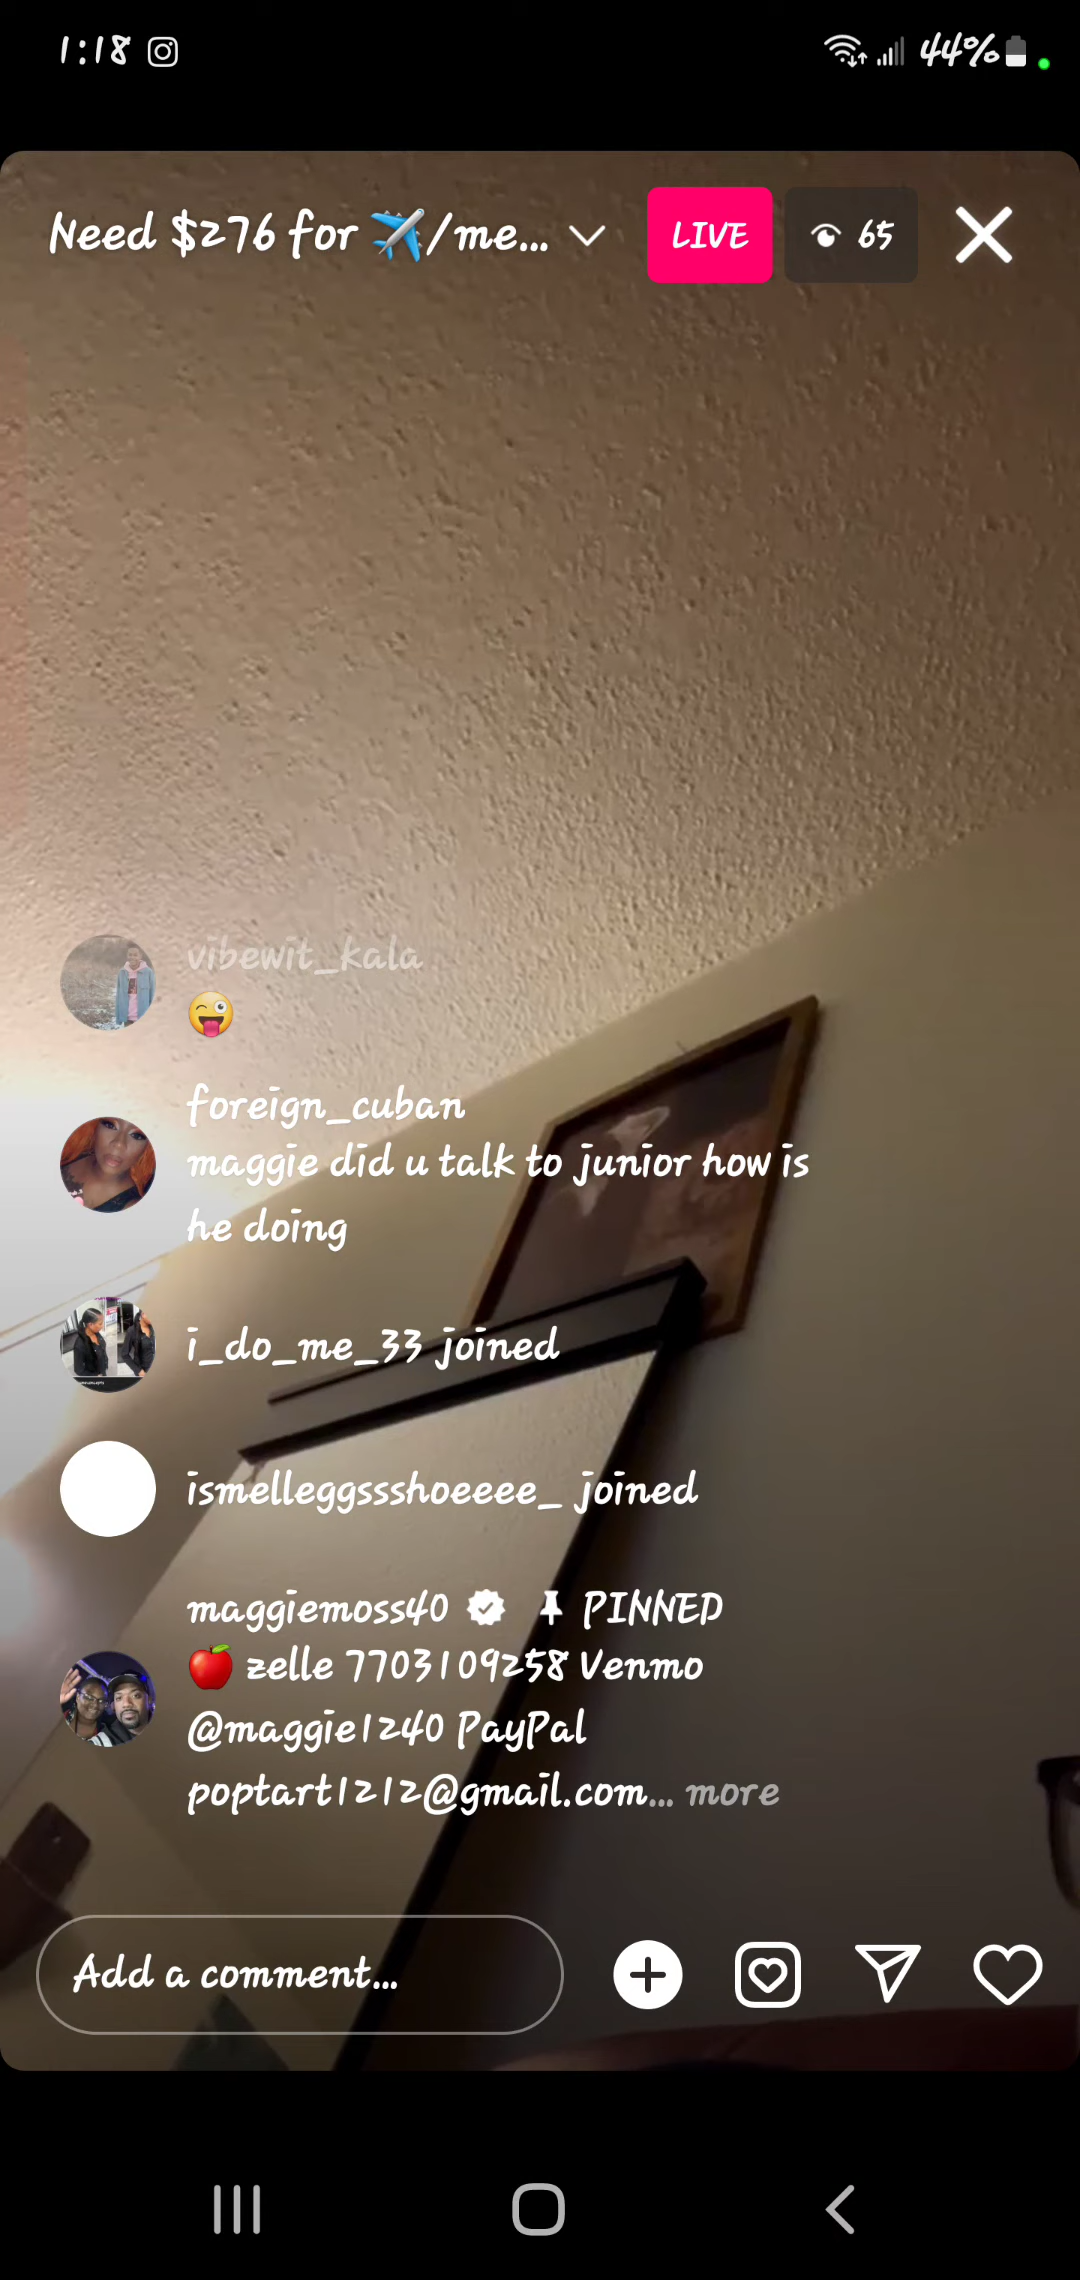 1:18
44%
Need $276 for ✈️/me...
LIVE
65
vibewit_kala
😜
foreign_cuban
maggie did u talk to junior how is
he doing
i_do_me_33 joined
ismelleggssshoeeee_ joined
maggiemoss40 PINNED
🍎 zelle 7703109258 Venmo
@maggie1240 PayPal
poptart1212@gmail.com... more
Add a comment...